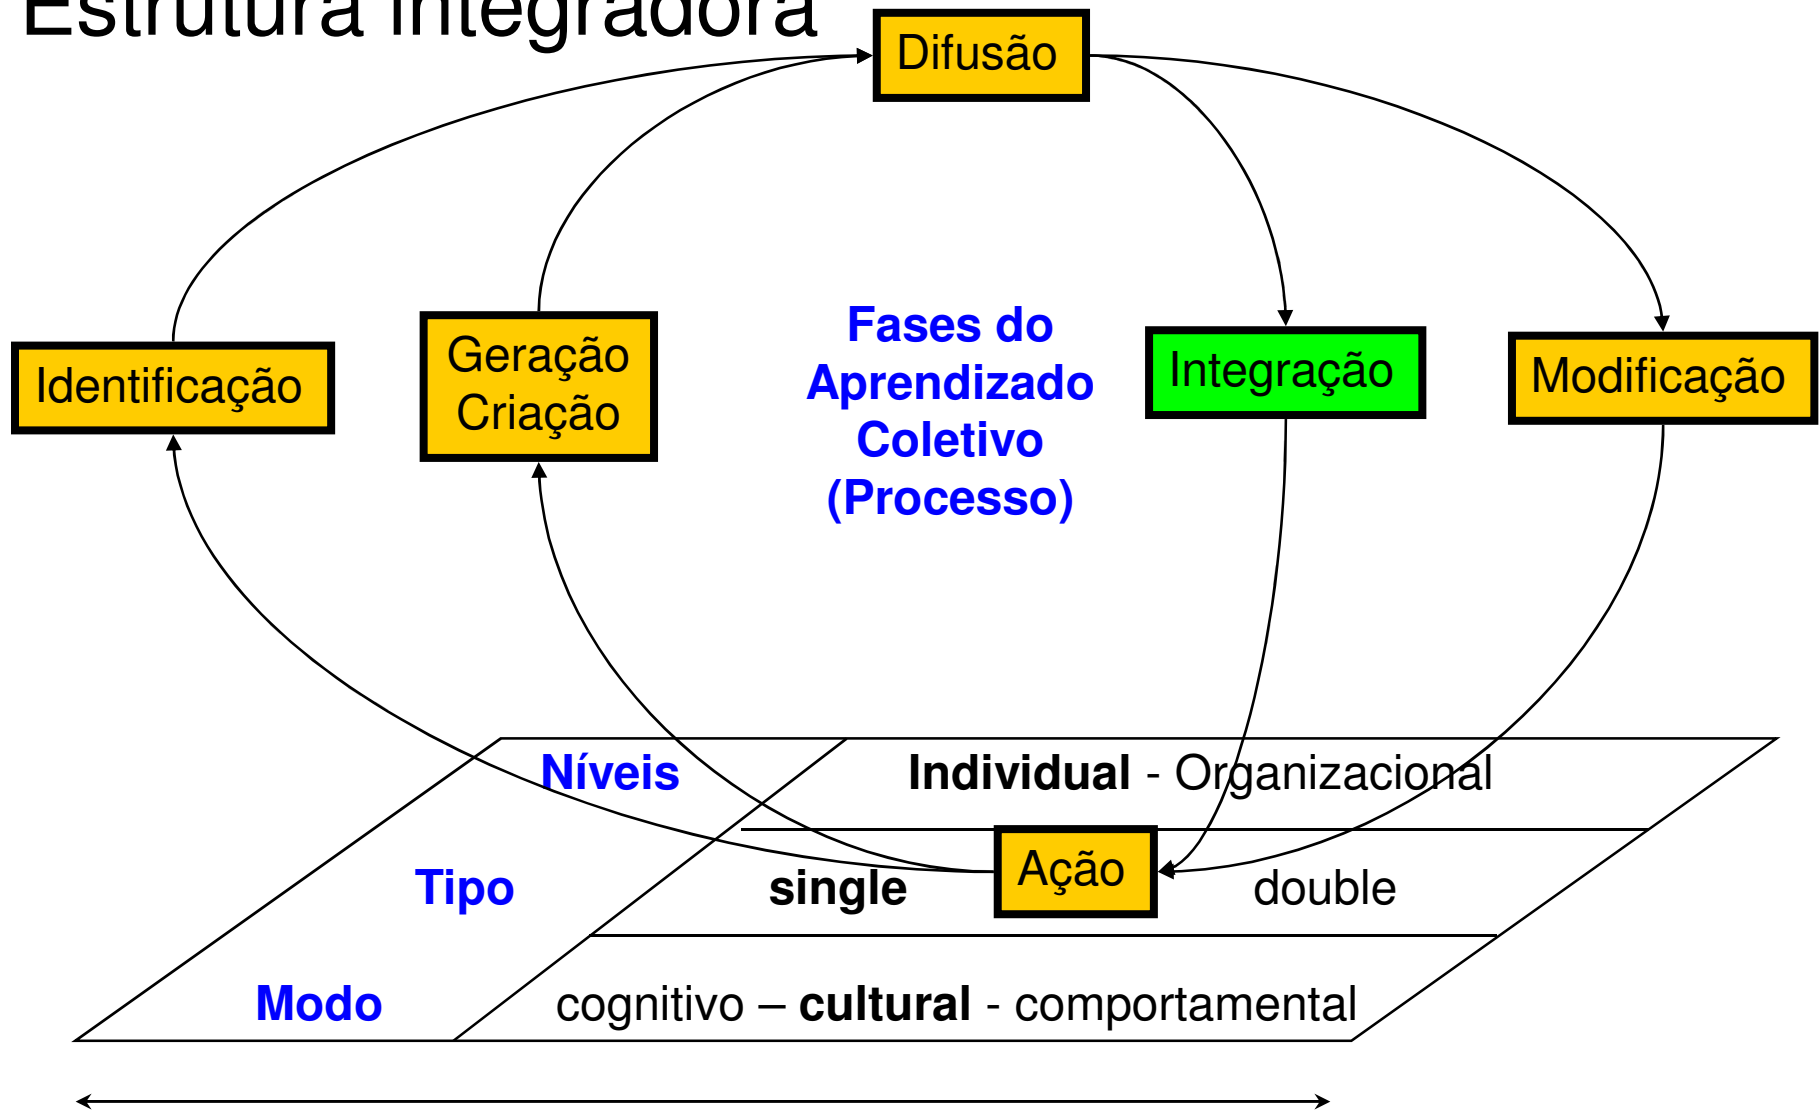 Estrutura integradora
Difusão
Identificação
Geração
Criação
Fases do
Aprendizado
Coletivo
(Processo)
Integração
Modificação
Níveis
Individual - Organizacional
Ação
Tipo
single
double
Modo
cognitivo – cultural - comportamental